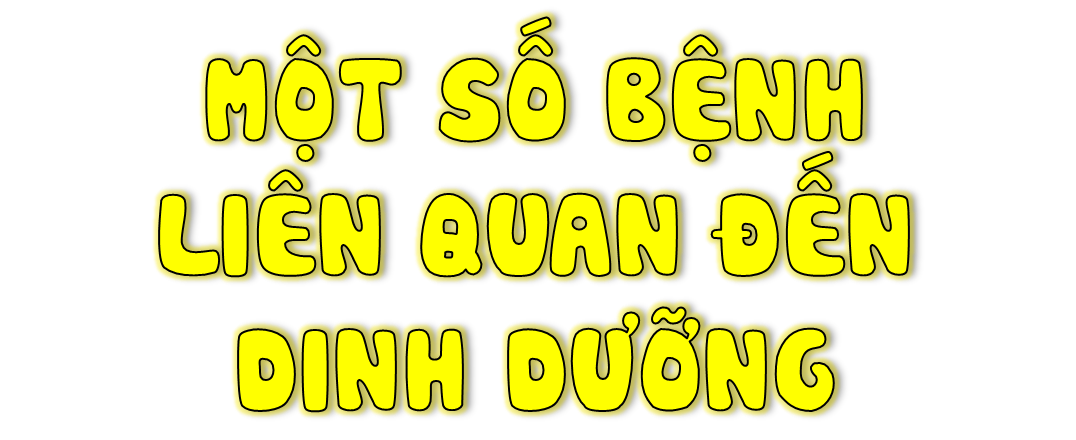 MỘT SỐ BỆNH
LIÊN QUAN ĐẾN
DINH DƯỠNG